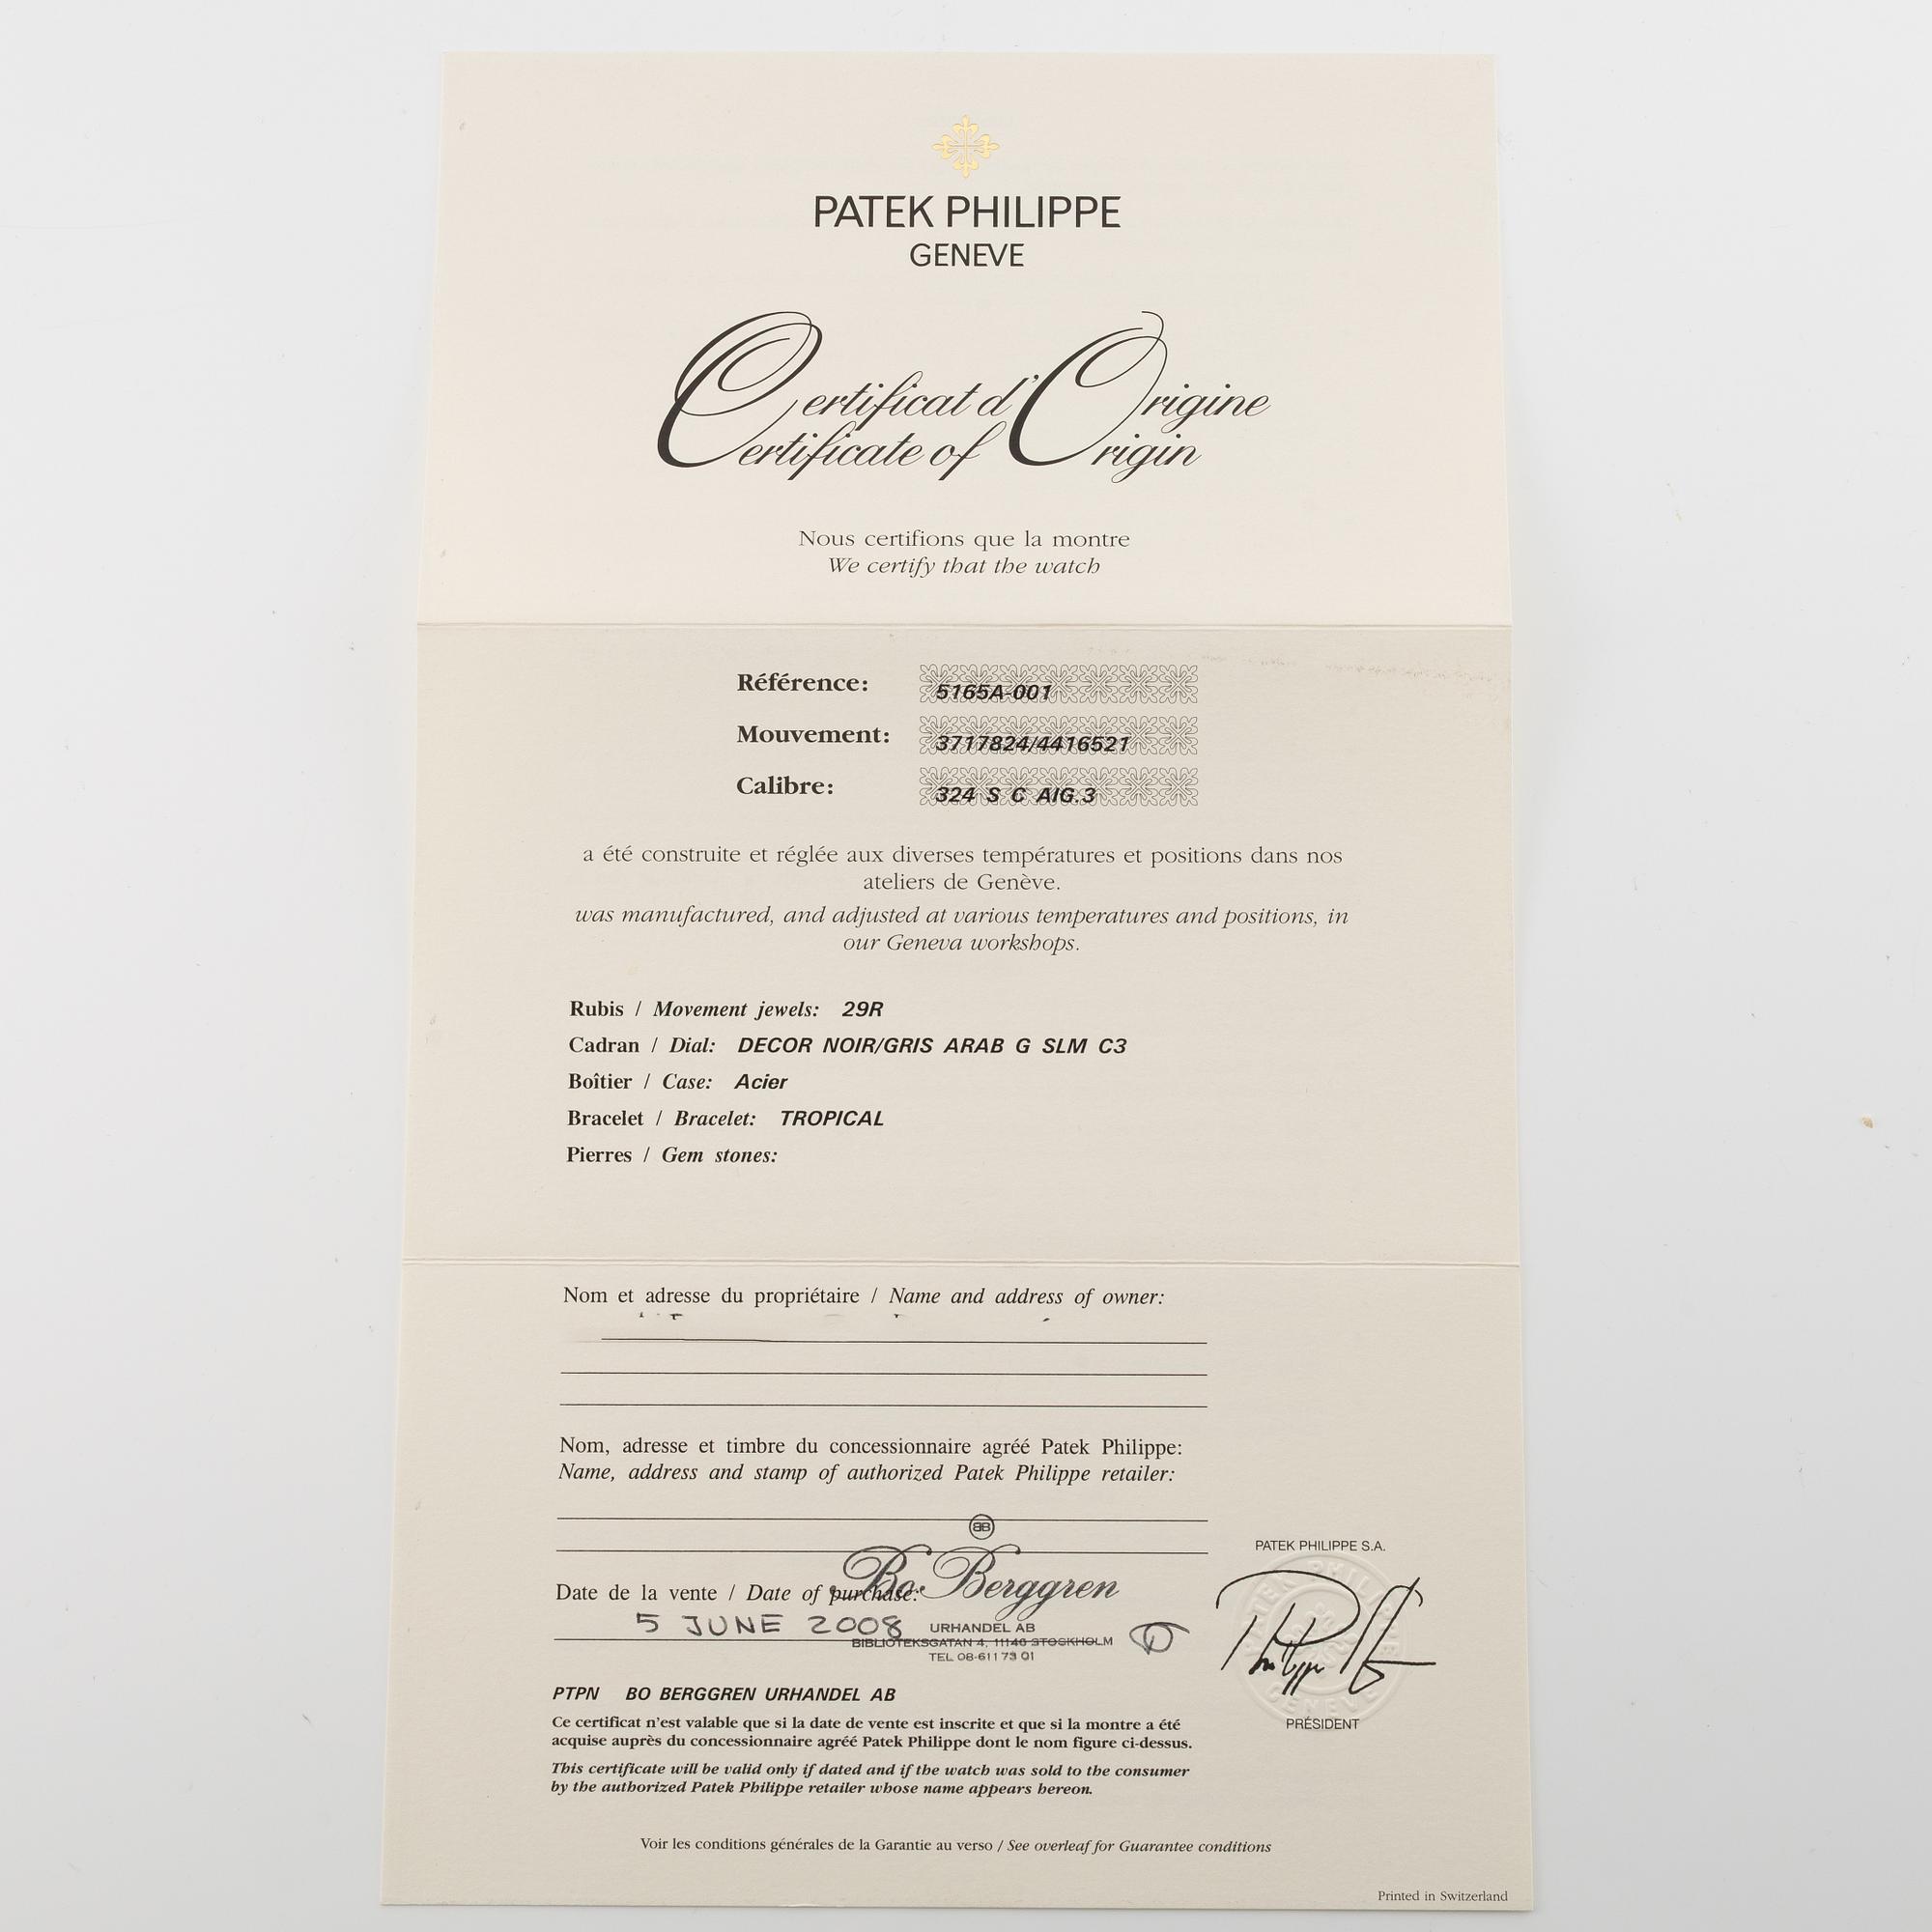 PATEK PHILIPPE
GENEVE
Certificat d'Origine
Certificate of Origin
Nous certifions que la montre
We certify that the watch
Référence: 5165A-001
Mouvement: 3717824/4416521
Calibre: 324 S C AIG.3
a été construite et réglée aux diverses températures et positions dans nos
ateliers de Genève.
was manufactured, and adjusted at various temperatures and positions, in
our Geneva workshops.
Rubis / Movement jewels: 29R
Cadran / Dial: DECOR NOIR/GRIS ARAB G SLM C3
Boîtier / Case: Acier
Bracelet / Bracelet: TROPICAL
Pierres / Gem stones:
Nom et adresse du propriétaire / Name and address of owner:
Nom, adresse et timbre du concessionnaire agréé Patek Philippe:
Name, address and stamp of authorized Patek Philippe retailer:
BB
Bo Berggren
Date de la vente / Date of purchase:
5 JUNE 2008
URHANDEL AB
BIBLIOTEKSGATAN 4, 11146 STOCKHOLM
TEL 08-611 73 01
PATEK PHILIPPE S.A.
PATEK PHILIPPE
GENEVE
PRÉSIDENT
PTPN BO BERGGREN URHANDEL AB
Ce certificat n'est valable que si la date de vente est inscrite et que si la montre a été
acquise auprès du concessionnaire agréé Patek Philippe dont le nom figure ci-dessus.
This certificate will be valid only if dated and if the watch was sold to the consumer
by the authorized Patek Philippe retailer whose name appears hereon.
Voir les conditions générales de la Garantie au verso / See overleaf for Guarantee conditions
Printed in Switzerland